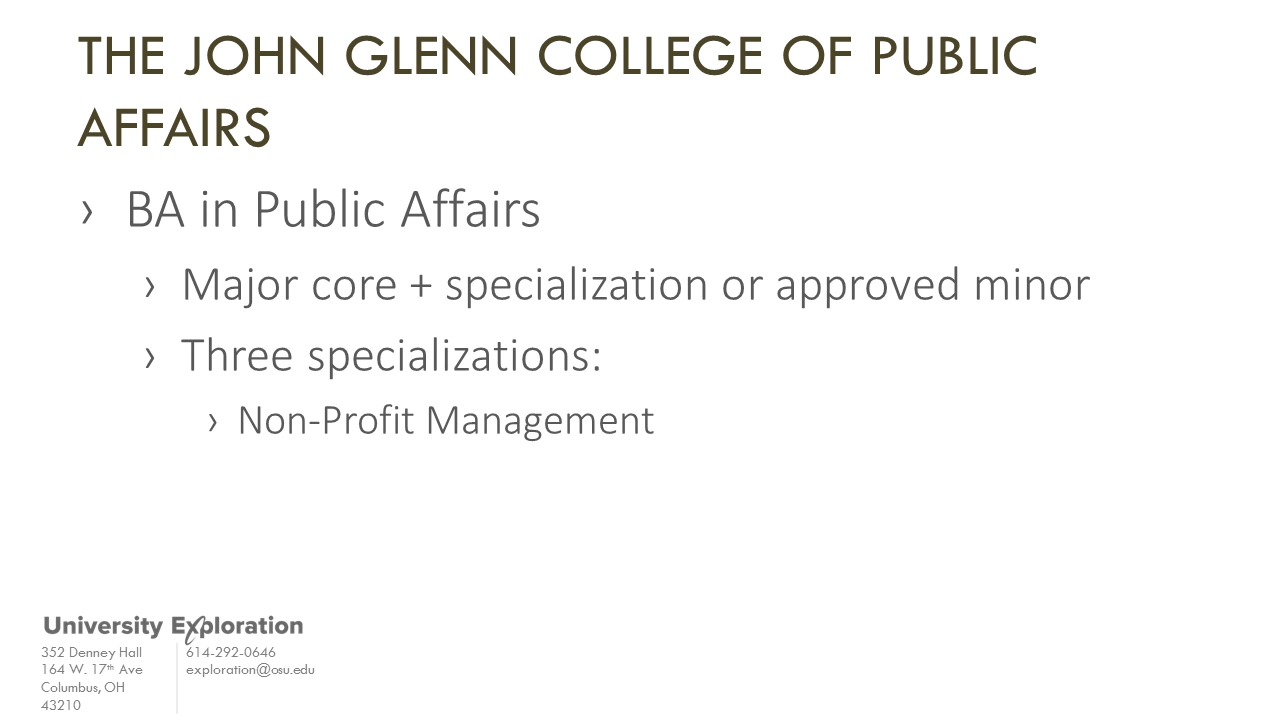 THE JOHN GLENN COLLEGE OF PUBLIC
AFFAIRS
› BA in Public Affairs
› Major core + specialization or approved minor
› Three specializations:
› Non-Profit Management
University Exploration
352 Denney Hall
164 W. 17th Ave
Columbus, OH
43210
614-292-0646
exploration@osu.edu